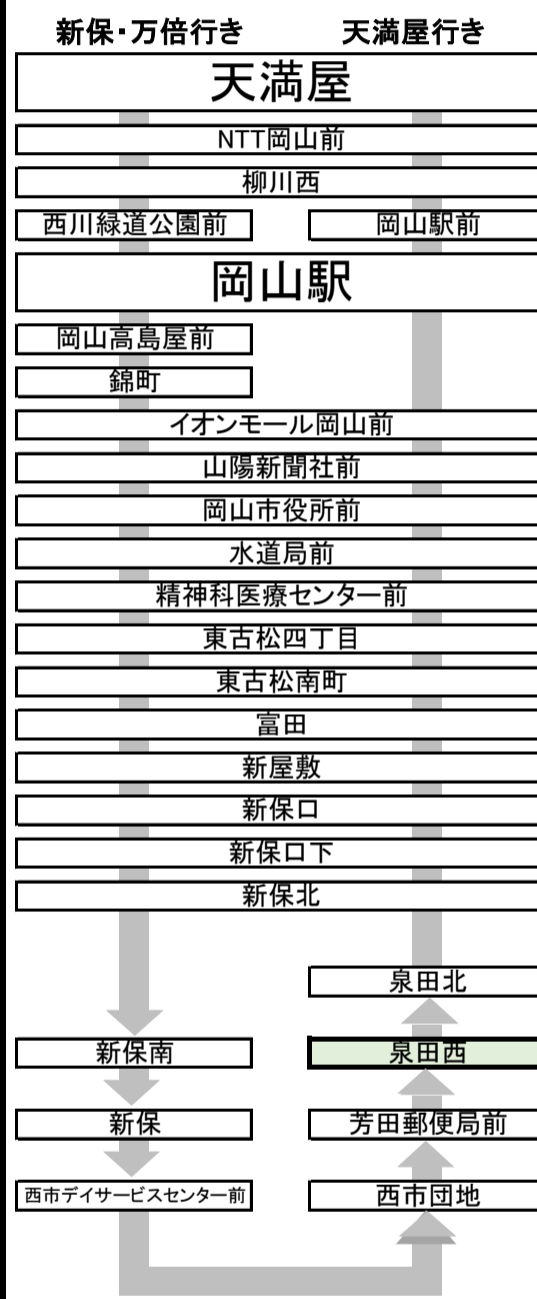 新保・万倍行き 天満屋行き
天満屋
NTT岡山前
柳川西
西川緑道公園前 岡山駅前
岡山駅
岡山高島屋前
錦町
イオンモール岡山前
山陽新聞社前
岡山市役所前
水道局前
精神科医療センター前
東古松四丁目
東古松南町
富田
新屋敷
新保口
新保口下
新保北
泉田北
新保南 泉田西
新保 芳田郵便局前
西市デイサービスセンター前 西市団地